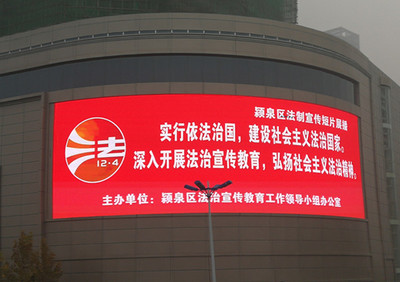 颍泉区法制宣传短片展播
法
12·4
实行依法治国，建设社会主义法治国家。
深入开展法治宣传教育，弘扬社会主义法治精神。
主办单位：颍泉区法治宣传教育工作领导小组办公室